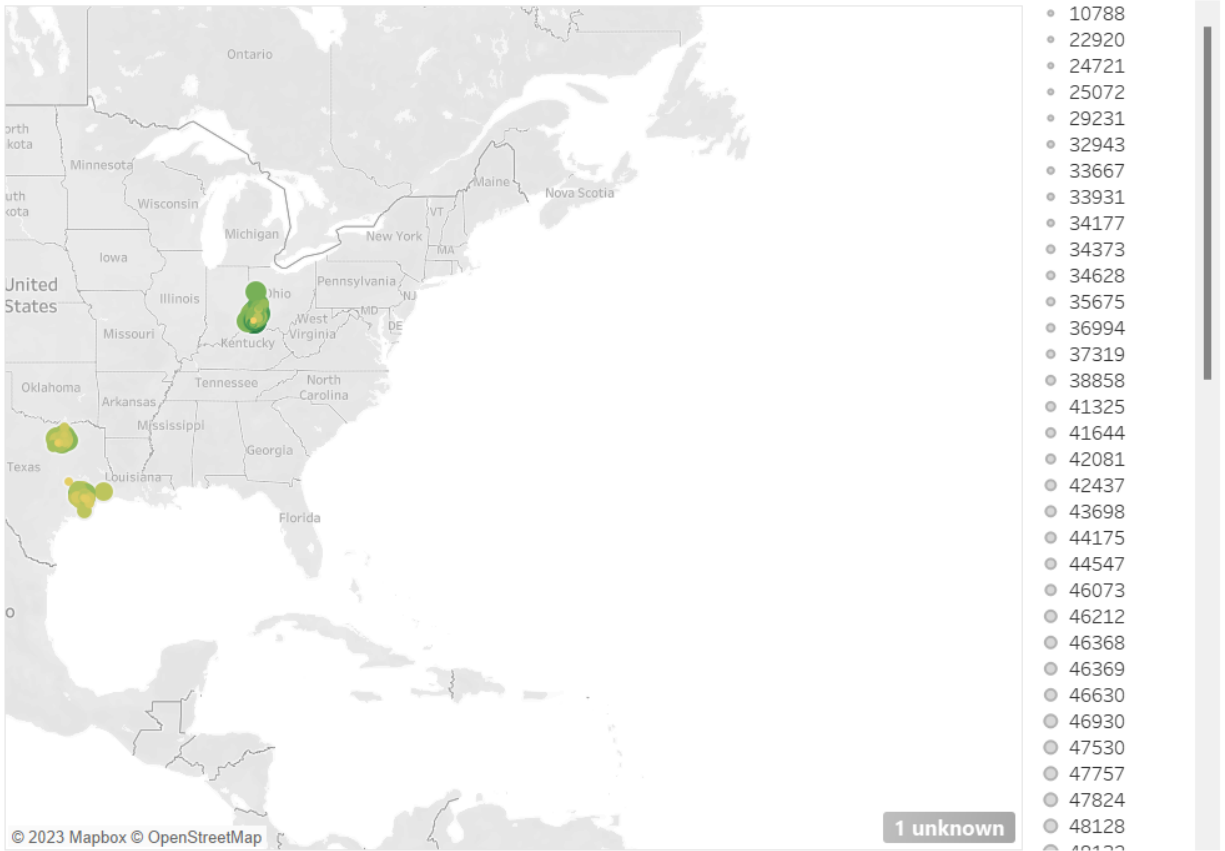 Ontario
orth
kota
Minnesota
Maine
Nova Scotia
uth
kota
Wisconsin
VT
Michigan
New York
MA
Iowa
United
States
Illinois
Ohio
Pennsylvania
NJ
MD
DE
West
Virginia
Missouri
Kentucky
Oklahoma
Tennessee
North
Carolina
Arkansas
Mississippi
Georgia
Texas
Louisiana
Florida
o
© 2023 Mapbox © OpenStreetMap
1 unknown
10788
22920
24721
25072
29231
32943
33667
33931
34177
34373
34628
35675
36994
37319
38858
41325
41644
42081
42437
43698
44175
44547
46073
46212
46368
46369
46630
46930
47530
47757
47824
48128